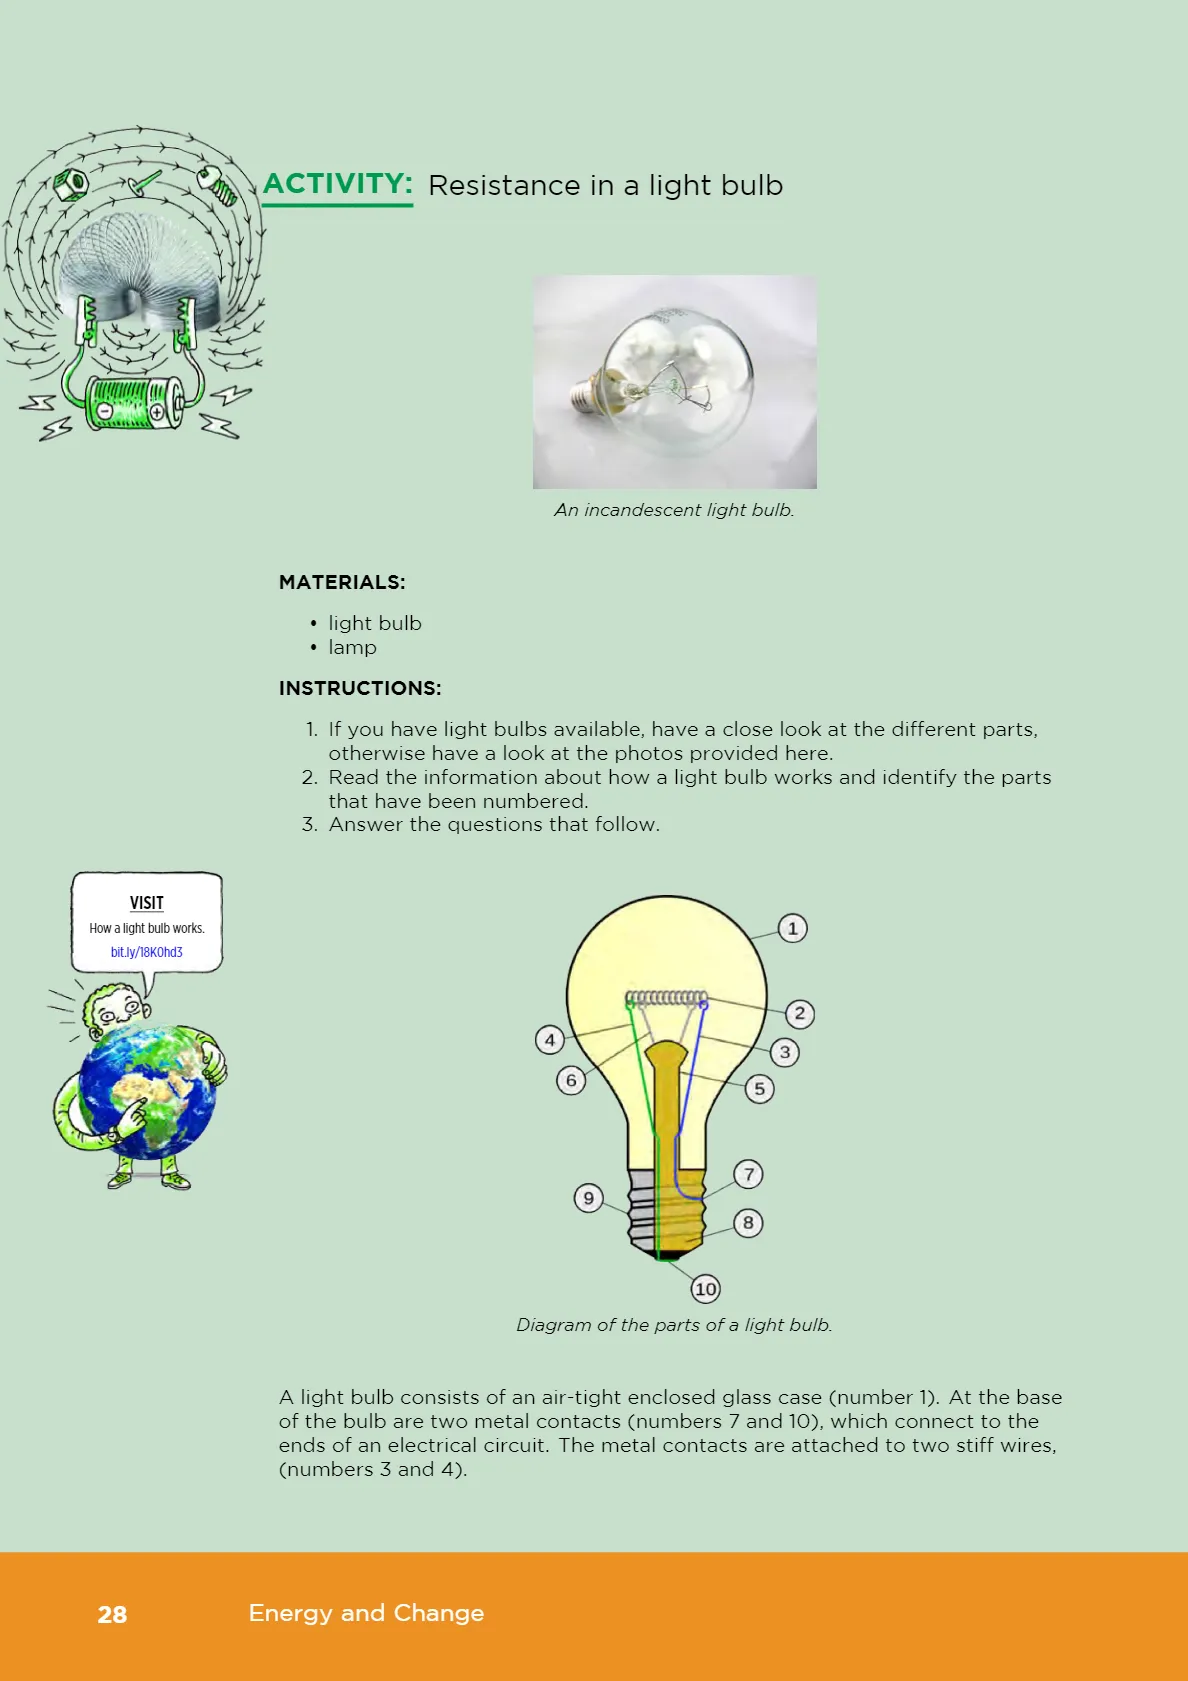 ACTIVITY: Resistance in a light bulb
An incandescent light bulb.
MATERIALS:
• light bulb
• lamp
INSTRUCTIONS:
1. If you have light bulbs available, have a close look at the different parts,
otherwise have a look at the photos provided here.
2. Read the information about how a light bulb works and identify the parts
that have been numbered.
3. Answer the questions that follow.
VISIT
How a light bulb works.
bit.ly/18K0hd3
1
2
3
4
5
6
7
8
9
10
Diagram of the parts of a light bulb.
A light bulb consists of an air-tight enclosed glass case (number 1). At the base
of the bulb are two metal contacts (numbers 7 and 10), which connect to the
ends of an electrical circuit. The metal contacts are attached to two stiff wires,
(numbers 3 and 4).
28 Energy and Change